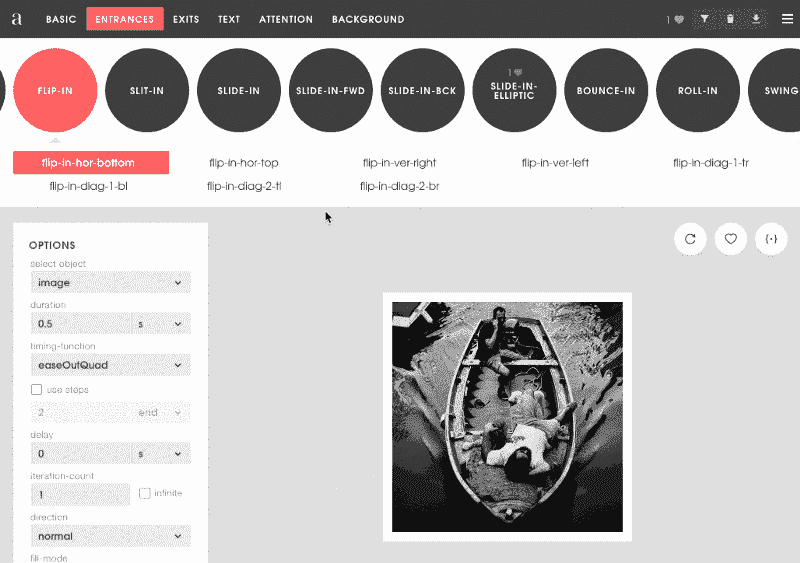 a BASIC ENTRANCES EXITS TEXT ATTENTION BACKGROUND 1
FLIP-IN SLIT-IN SLIDE-IN SLIDE-IN-FWD SLIDE-IN-BCK 1 SLIDE-IN-ELLIPTIC BOUNCE-IN ROLL-IN SWING
flip-in-hor-bottom flip-in-hor-top flip-in-ver-right flip-in-ver-left flip-in-diag-1-tr
flip-in-diag-1-bl flip-in-diag-2-tl flip-in-diag-2-br
OPTIONS
select object
image
duration
0.5 s
timing-function
easeOutQuad
use steps
2 end
delay
0 s
iteration-count
1 infinite
direction
normal
fill-mode